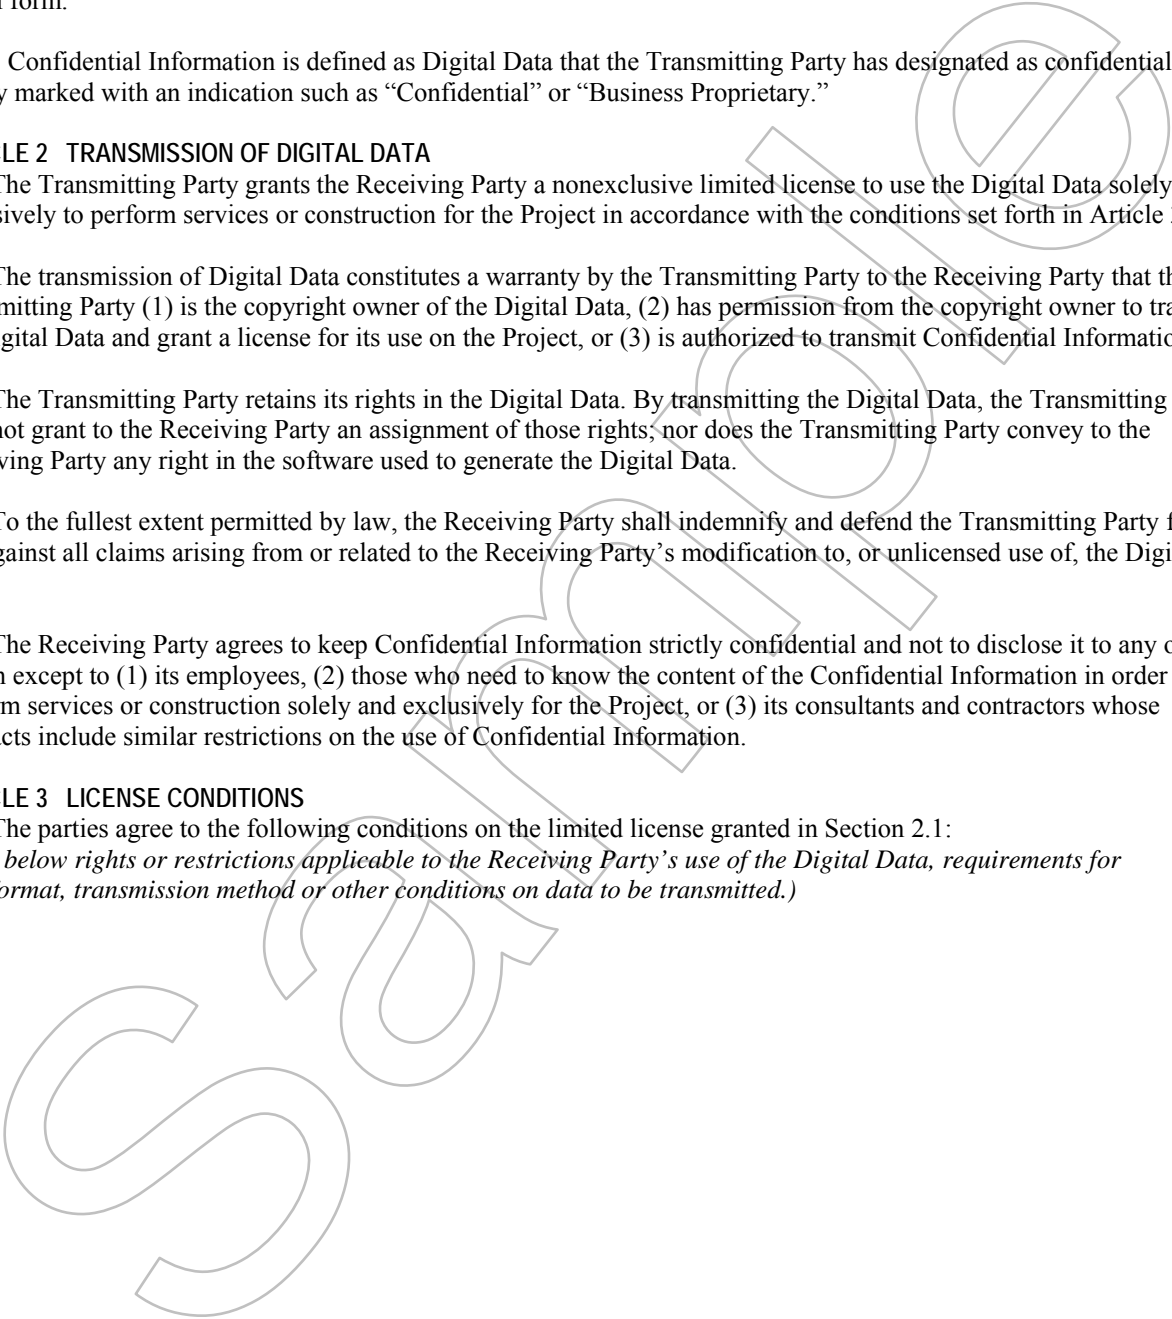 form.
Confidential Information is defined as Digital Data that the Transmitting Party has designated as confidential
y marked with an indication such as “Confidential” or “Business Proprietary.”
LE 2 TRANSMISSION OF DIGITAL DATA
The Transmitting Party grants the Receiving Party a nonexclusive limited license to use the Digital Data solely
sively to perform services or construction for the Project in accordance with the conditions set forth in Article
The transmission of Digital Data constitutes a warranty by the Transmitting Party to the Receiving Party that th
mitting Party (1) is the copyright owner of the Digital Data, (2) has permission from the copyright owner to tra
gital Data and grant a license for its use on the Project, or (3) is authorized to transmit Confidential Informatio
The Transmitting Party retains its rights in the Digital Data. By transmitting the Digital Data, the Transmitting
not grant to the Receiving Party an assignment of those rights; nor does the Transmitting Party convey to the
ving Party any right in the software used to generate the Digital Data.
To the fullest extent permitted by law, the Receiving Party shall indemnify and defend the Transmitting Party f
gainst all claims arising from or related to the Receiving Party’s modification to, or unlicensed use of, the Digi
The Receiving Party agrees to keep Confidential Information strictly confidential and not to disclose it to any o
n except to (1) its employees, (2) those who need to know the content of the Confidential Information in order
rm services or construction solely and exclusively for the Project, or (3) its consultants and contractors whose
acts include similar restrictions on the use of Confidential Information.
LE 3 LICENSE CONDITIONS
The parties agree to the following conditions on the limited license granted in Section 2.1:
below rights or restrictions applicable to the Receiving Party’s use of the Digital Data, requirements for
format, transmission method or other conditions on data to be transmitted.)
Sample